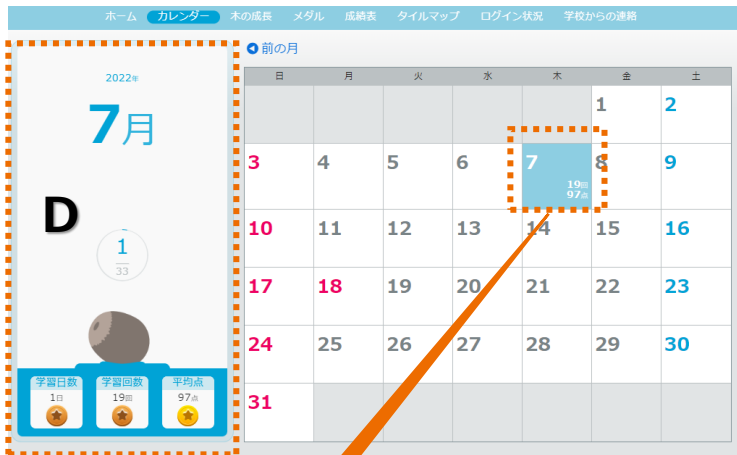 ホーム カレンダー 木の成長 メダル 成績表 タイルマップ ログイン状況 学校からの連絡
前の月
2022年
7月
D
1
33
学習日数 学習回数 平均点
1日 19回 97点
日 月 火 水 木 金 土
1 2
3 4 5 6 7 8 9
19回
97点
10 11 12 13 14 15 16
17 18 19 20 21 22 23
24 25 26 27 28 29 30
31